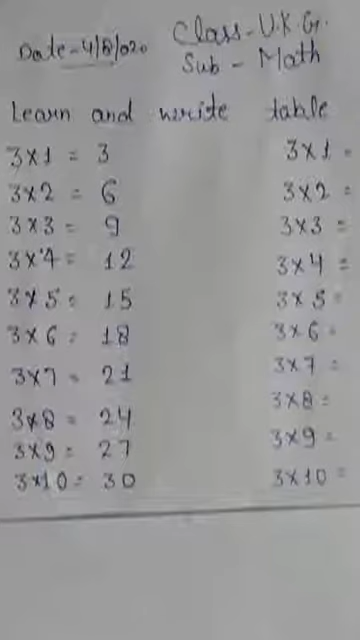 Class - U.K.G.
Date - 4/8/020
Sub - Math
Learn and write table
3x1 = 3 3x1 =
3x2 = 6 3x2 =
3x3 = 9 3x3 =
3x4 = 12 3x4 =
3x5 = 15 3x5 =
3x6 = 18 3x6 =
3x7 = 21 3x7 =
3x8 = 24 3x8 =
3x9 = 27 3x9 =
3x10 = 30 3x10 =